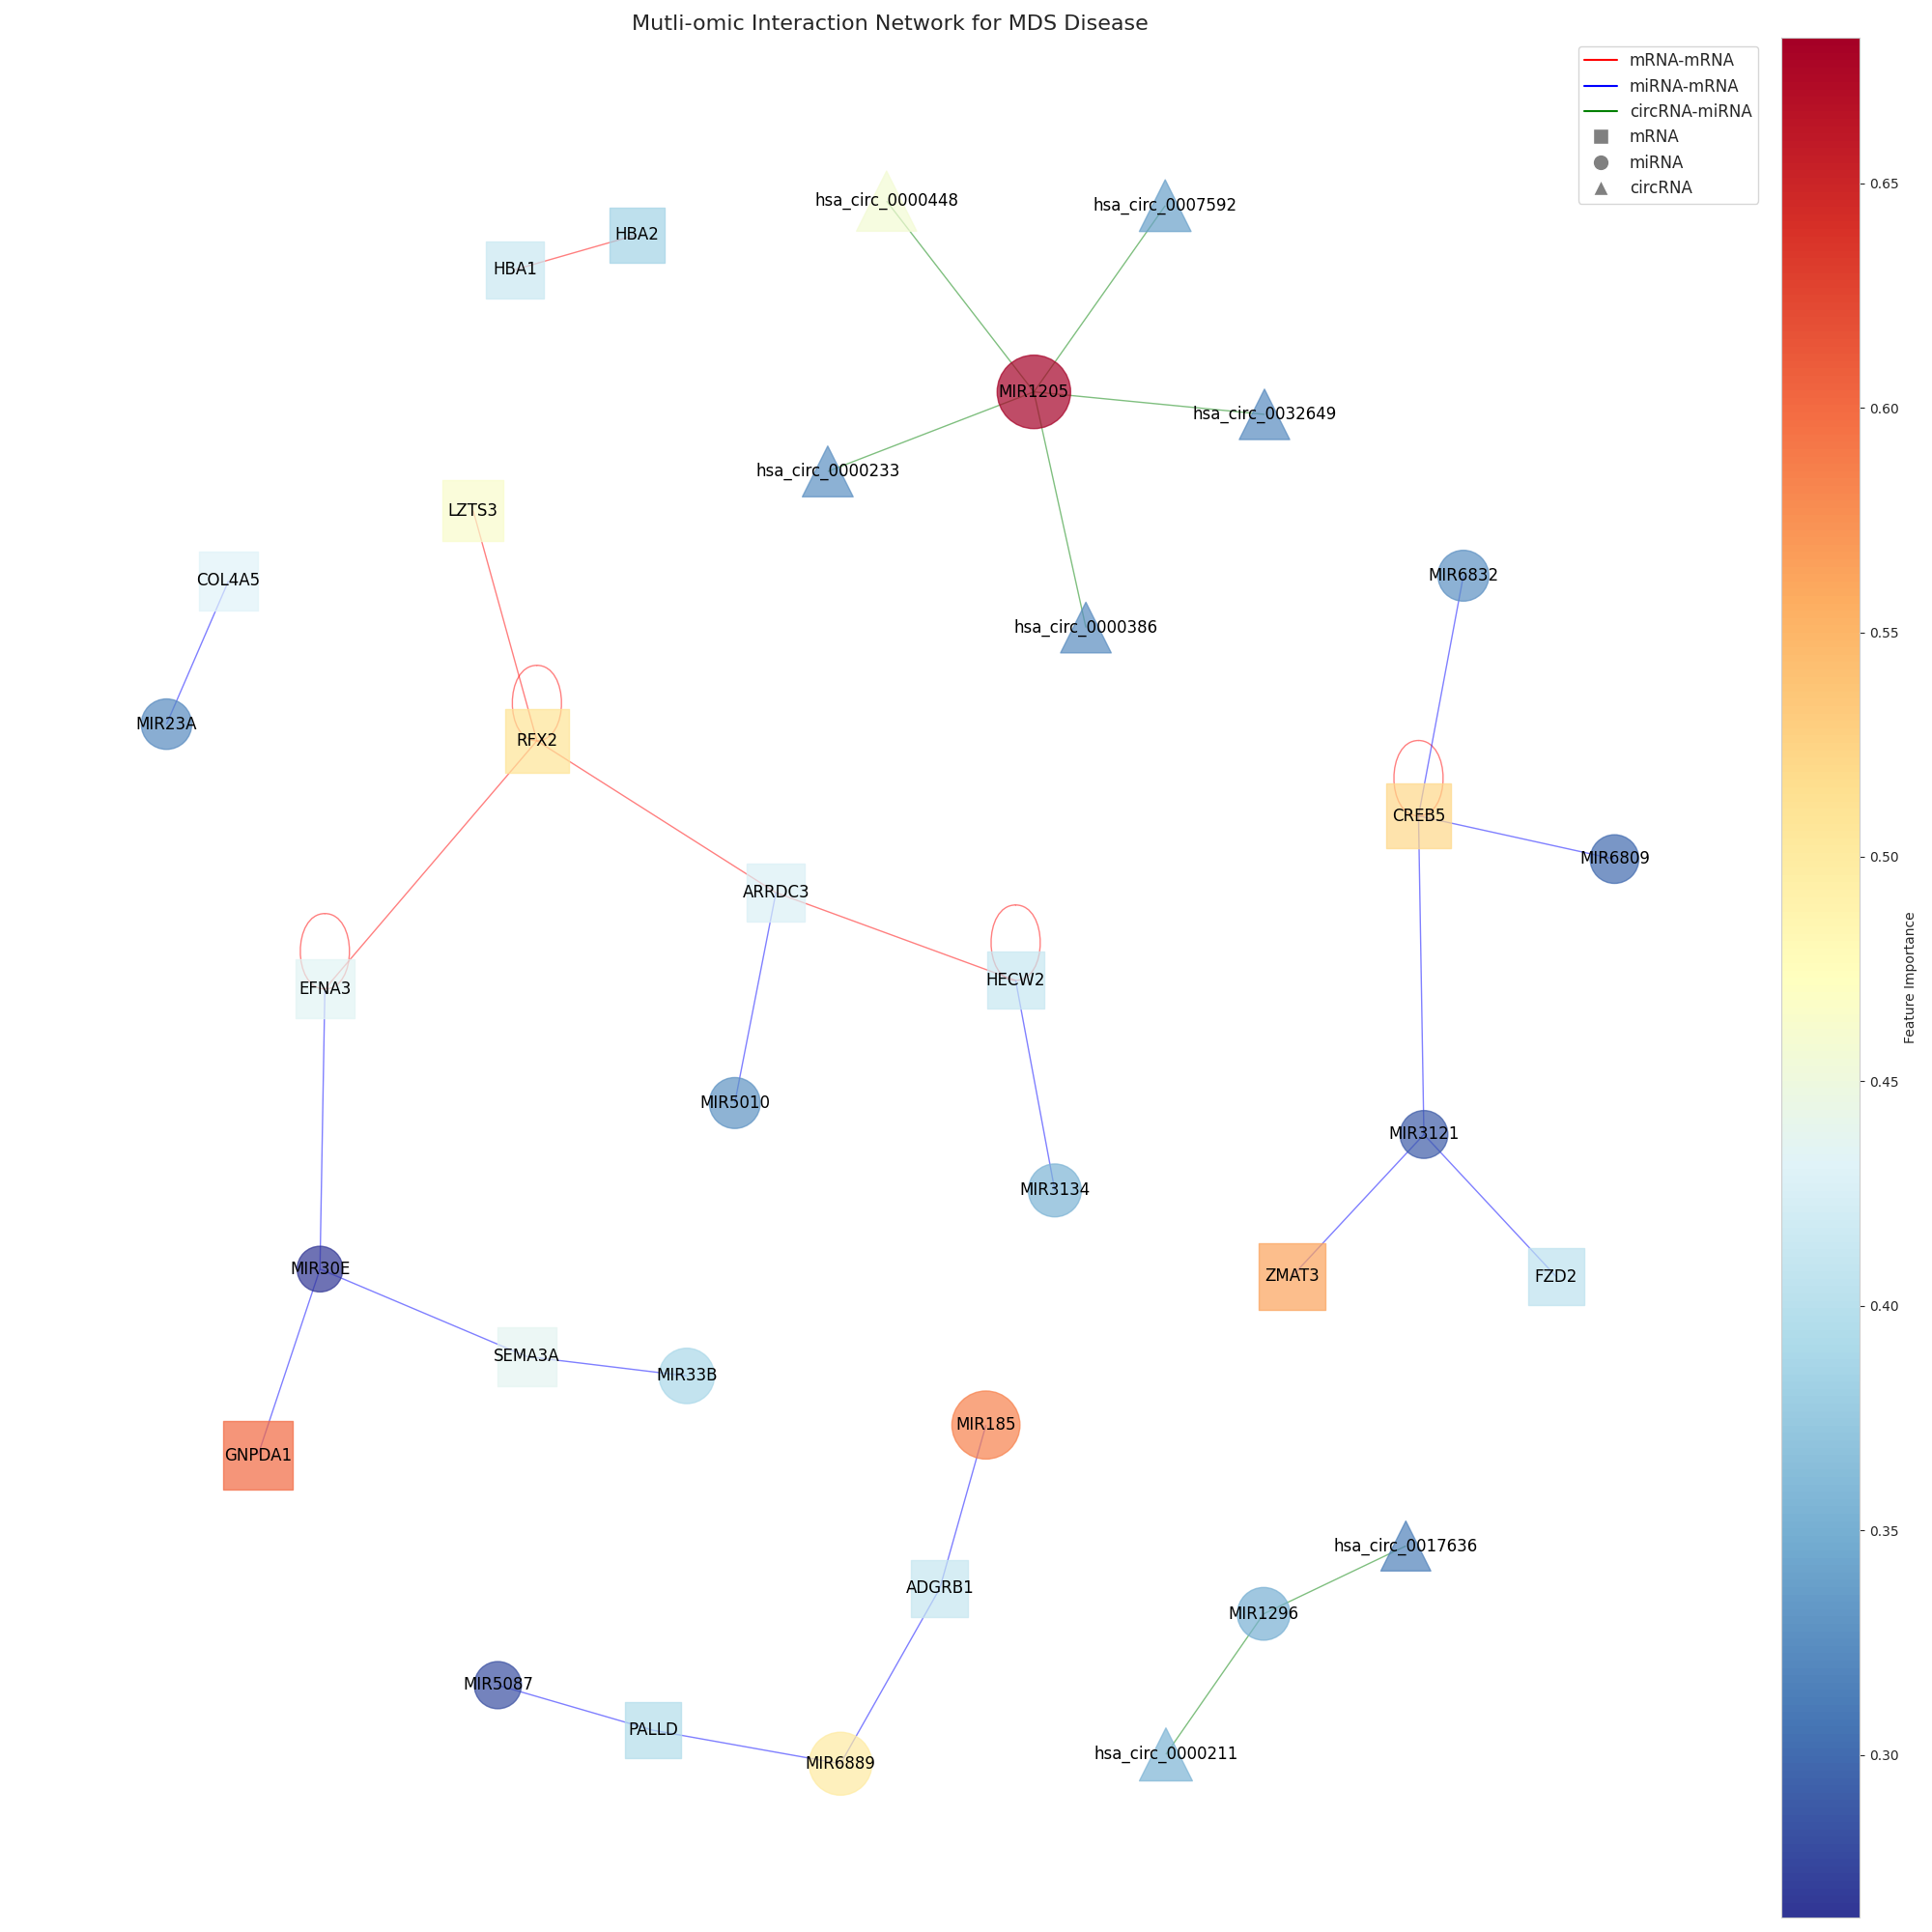 Mutli-omic Interaction Network for MDS Disease
mRNA-mRNA
miRNA-mRNA
circRNA-miRNA
mRNA
miRNA
circRNA
hsa_circ_0000448
hsa_circ_0007592
HBA2
HBA1
MIR1205
hsa_circ_0032649
hsa_circ_0000233
LZTS3
COL4A5
MIR6832
hsa_circ_0000386
MIR23A
RFX2
CREB5
MIR6809
ARRDC3
HECW2
EFNA3
MIR5010
MIR3121
MIR3134
MIR30E
ZMAT3
FZD2
SEMA3A
MIR33B
MIR185
GNPDA1
hsa_circ_0017636
ADGRB1
MIR1296
MIR5087
PALLD
hsa_circ_0000211
MIR6889
0.65
0.60
0.55
0.50
0.45
0.40
0.35
0.30
Feature Importance